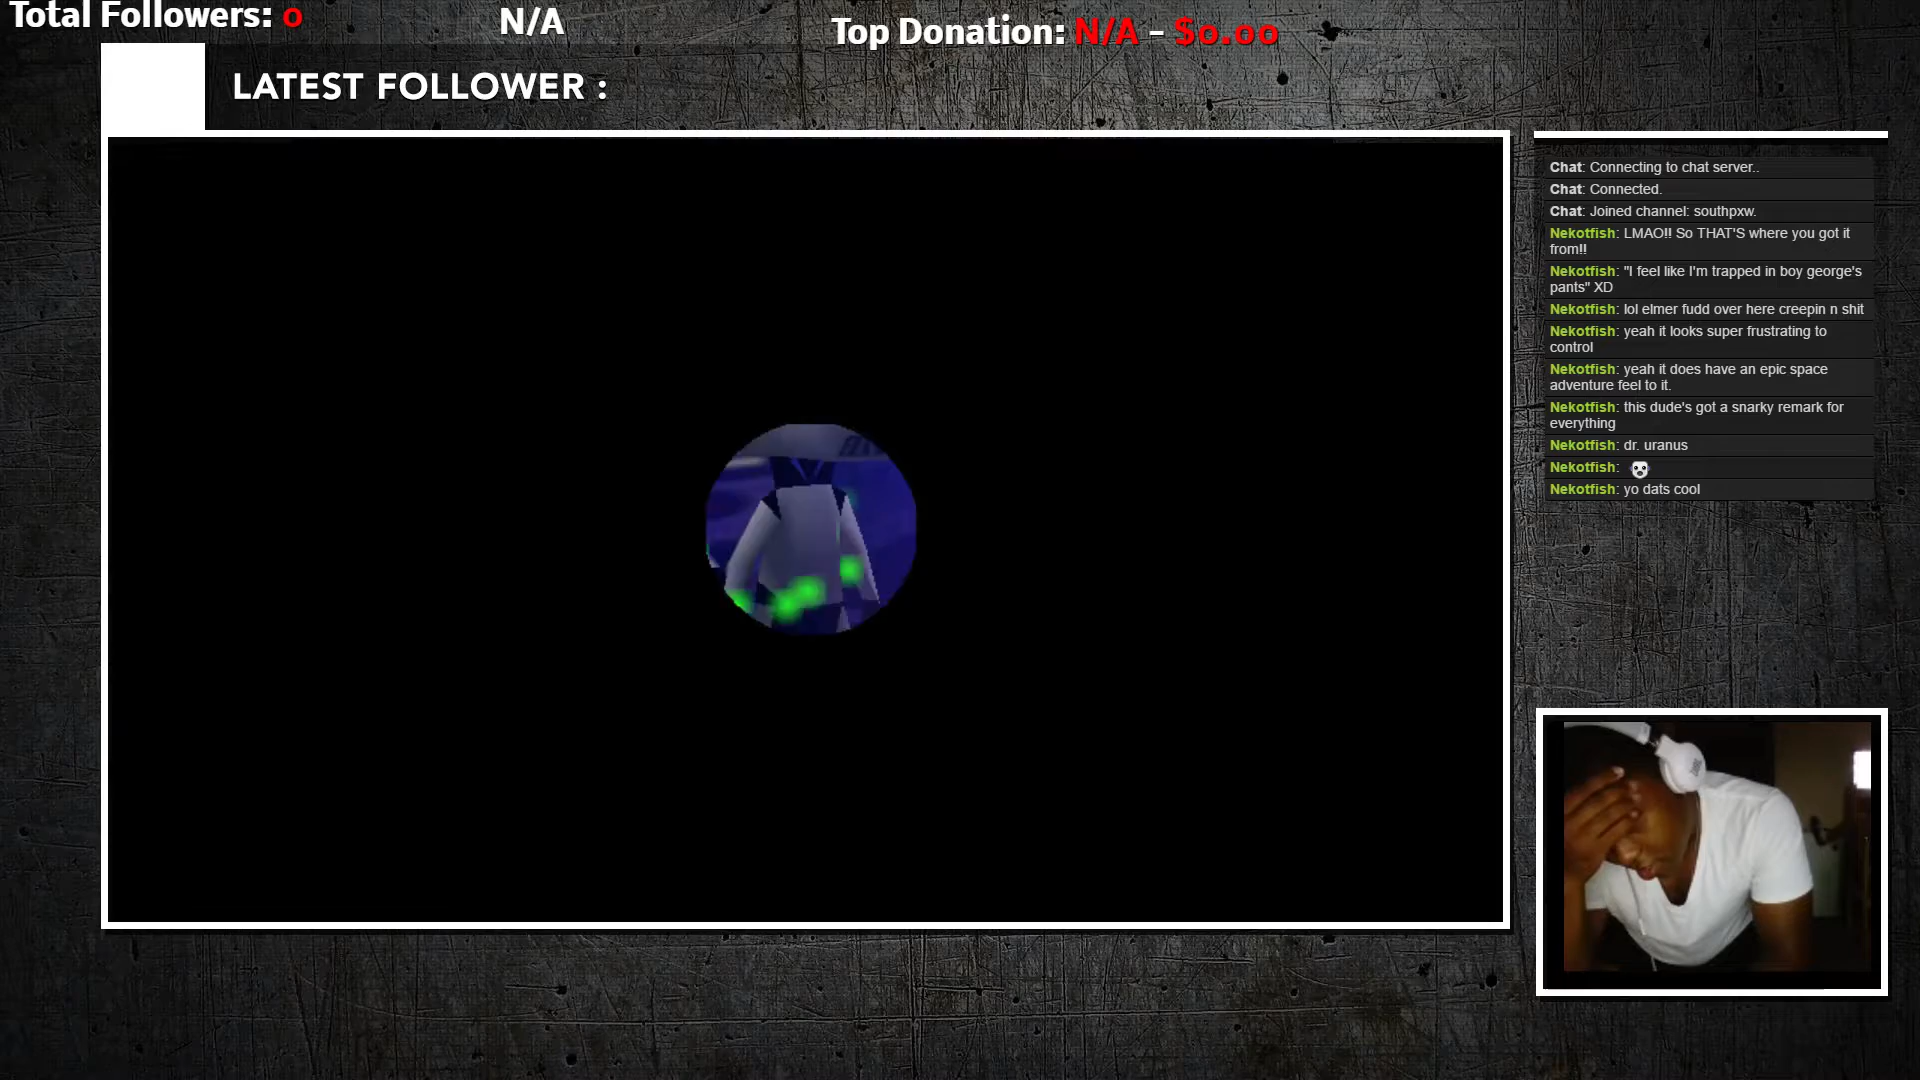 Total Followers: 0
N/A
Top Donation: N/A - $0.00
LATEST FOLLOWER :
Chat: Connecting to chat server..
Chat: Connected.
Chat: Joined channel: southpxw.
Nekotfish: LMAO!! So THAT'S where you got it
from!!
Nekotfish: "I feel like I'm trapped in boy george's
pants" XD
Nekotfish: lol elmer fudd over here creepin n shit
Nekotfish: yeah it looks super frustrating to
control
Nekotfish: yeah it does have an epic space
adventure feel to it.
Nekotfish: this dude's got a snarky remark for
everything
Nekotfish: dr. uranus
Nekotfish:
Nekotfish: yo dats cool